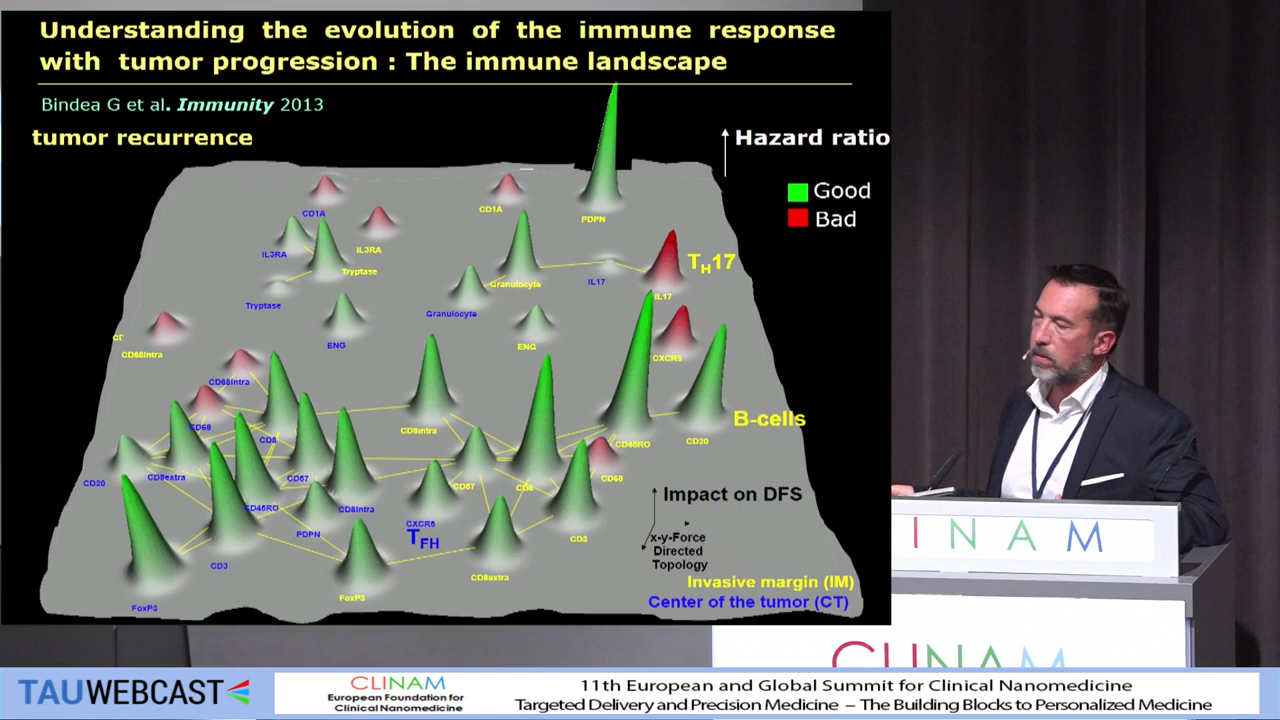 Understanding the evolution of the immune response
with tumor progression : The immune landscape
Bindea G et al. Immunity 2013
tumor recurrence
Hazard ratio
Good
Bad
CD1A
CD1A
PDPN
IL3RA
IL3RA
Tryptase
TH17
Granulocyte
IL17
IL17
Tryptase
Granulocyte
ENG
ENG
CXCR5
CD68Intra
CD68Intra
CD68
CD8
CD8Intra
CD45RO
CD20
B-cells
CD20
CD8extra
CD67
CD67
CD8
CD68
CD45RO
CD8Intra
PDPN
CXCR5
TFH
CD3
CD3
CD8extra
FoxP3
FoxP3
Impact on DFS
x-y-Force
Directed
Topology
Invasive margin (IM)
Center of the tumor (CT)
INAM
CLINAM
TAUWEBCAST
CLINAM
European Foundation for
Clinical Nanomedicine
11th European and Global Summit for Clinical Nanomedicine
Targeted Delivery and Precision Medicine – The Building Blocks to Personalized Medicine